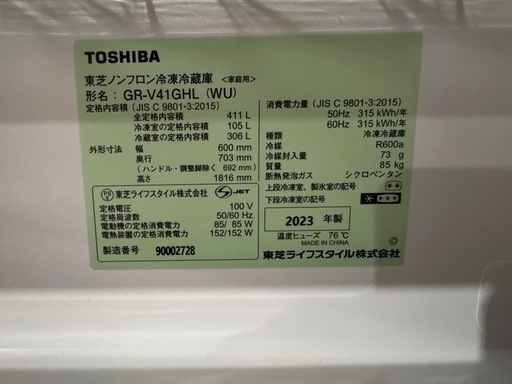 TOSHIBA
東芝ノンフロン冷凍冷蔵庫 <家庭用>
形名: GR-V41GHL (WU)
定格内容積 (JIS C 9801-3:2015)
全定格内容積 411 L
冷凍室の定格内容積 105 L
冷蔵室の定格内容積 306 L
外形寸法 幅 600 mm
奥行 703 mm
(ハンドル・調整脚除く 692 mm)
高さ 1816 mm
PS E 東芝ライフスタイル株式会社 S-JET
定格電圧 100 V
定格周波数 50/60 Hz
電動機の定格消費電力 85/ 85 W
電熱装置の定格消費電力 152/152 W
製造番号 90002728
消費電力量 (JIS C 9801-3:2015)
50Hz 315 kWh/年
60Hz 315 kWh/年
種類 冷凍冷蔵庫
冷媒 R600a
冷媒封入量 73 g
質量 85 kg
断熱発泡ガス シクロペンタン
上段冷凍室、製氷室の記号
下段冷凍室の記号
2023 年製
温度ヒューズ 76℃
MADE IN CHINA
©
東芝ライフスタイル株式会社